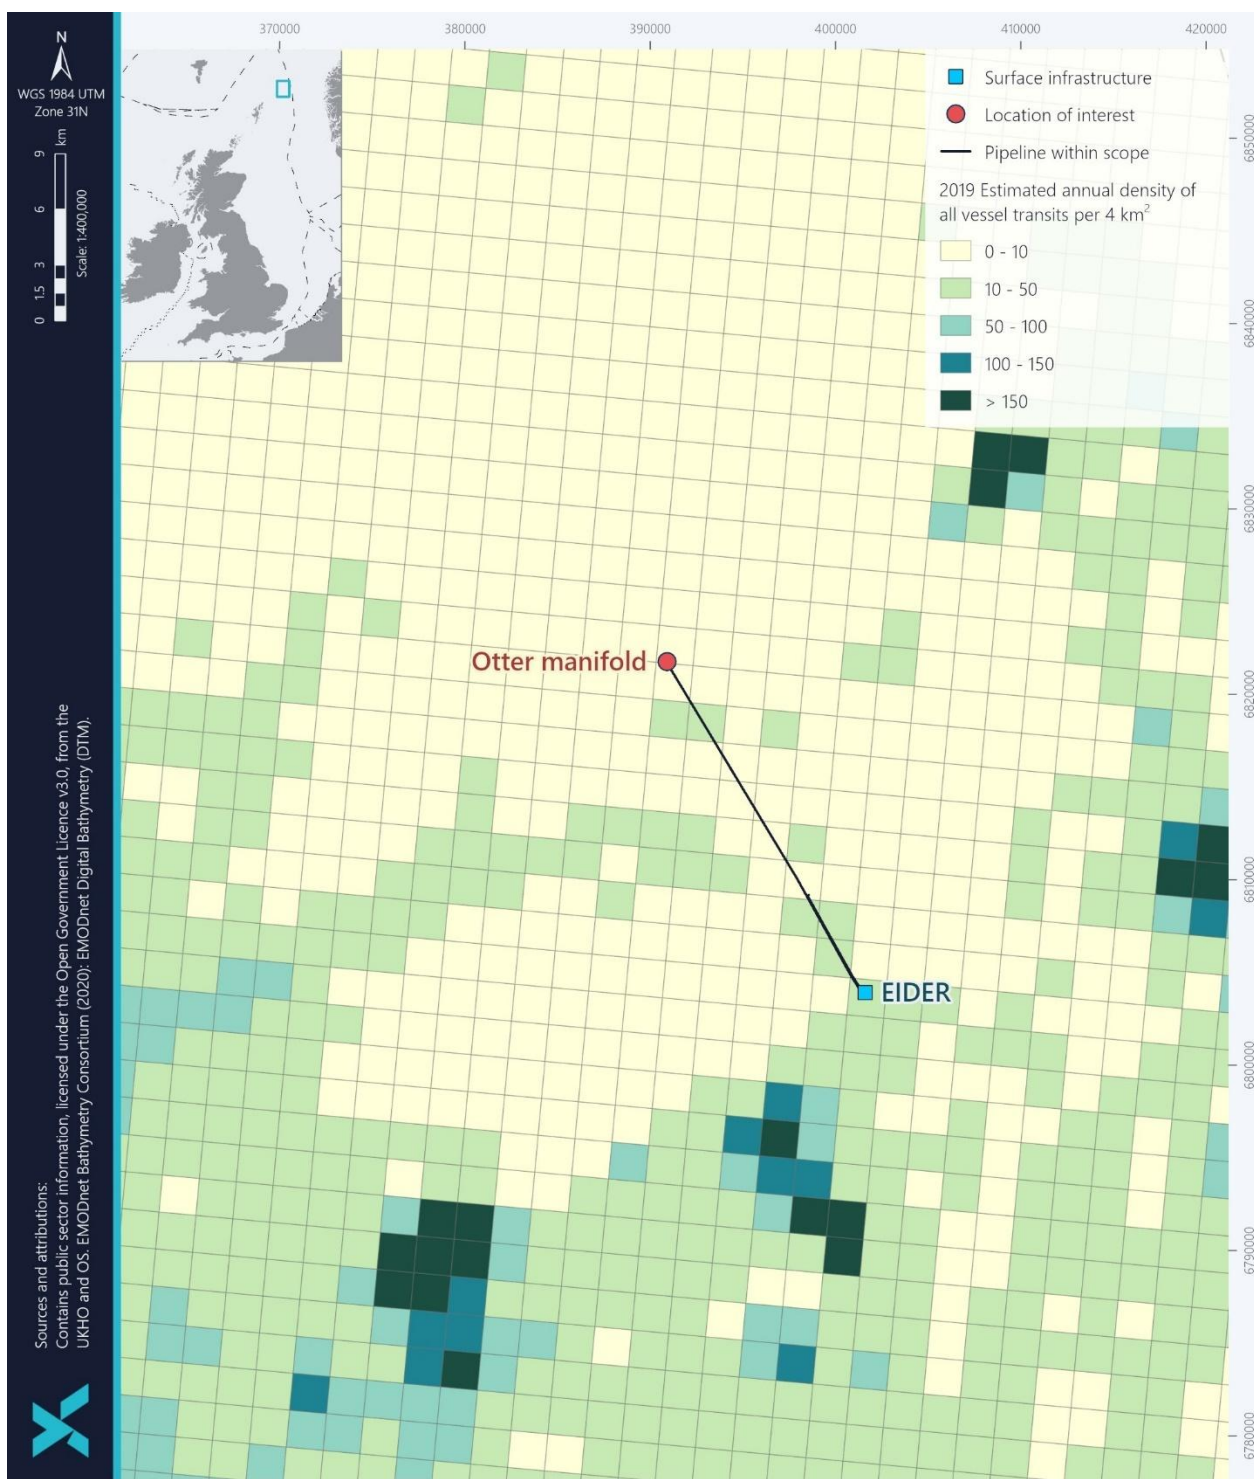 370000
380000
390000
400000
410000
420000
N
WGS 1984 UTM
Zone 31N
km
0 1.5 3 6 9
Scale: 1:400,000
Surface infrastructure
Location of interest
Pipeline within scope
2019 Estimated annual density of
all vessel transits per 4 km²
0 - 10
10 - 50
50 - 100
100 - 150
> 150
6850000
6840000
6830000
6820000
6810000
6800000
6790000
6780000
Otter manifold
EIDER
Sources and attributions:
Contains public sector information, licensed under the Open Government Licence v3.0, from the
UKHO and OS. EMODnet Bathymetry Consortium (2020): EMODnet Digital Bathymetry (DTM).